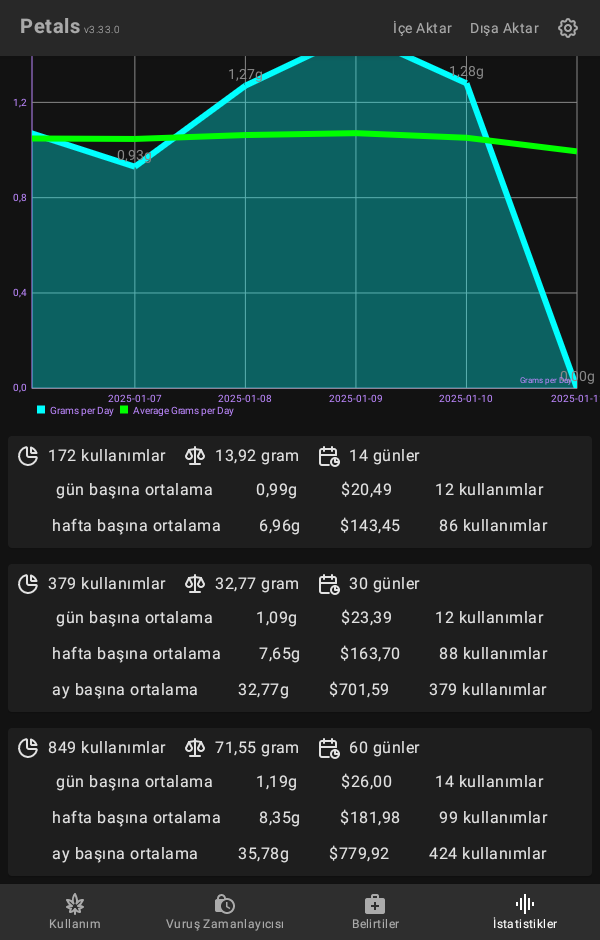 Petals v3.33.0 İçe Aktar Dışa Aktar
1,27g 1,28g
1,2
0,93g
0,8
0,4
Grams per Day 0,00g
0,0
2025-01-07 2025-01-08 2025-01-09 2025-01-10 2025-01-1
Grams per Day Average Grams per Day
172 kullanımlar 13,92 gram 14 günler
gün başına ortalama 0,99g $20,49 12 kullanımlar
hafta başına ortalama 6,96g $143,45 86 kullanımlar
379 kullanımlar 32,77 gram 30 günler
gün başına ortalama 1,09g $23,39 12 kullanımlar
hafta başına ortalama 7,65g $163,70 88 kullanımlar
ay başına ortalama 32,77g $701,59 379 kullanımlar
849 kullanımlar 71,55 gram 60 günler
gün başına ortalama 1,19g $26,00 14 kullanımlar
hafta başına ortalama 8,35g $181,98 99 kullanımlar
ay başına ortalama 35,78g $779,92 424 kullanımlar
Kullanım Vuruş Zamanlayıcısı Belirtiler İstatistikler